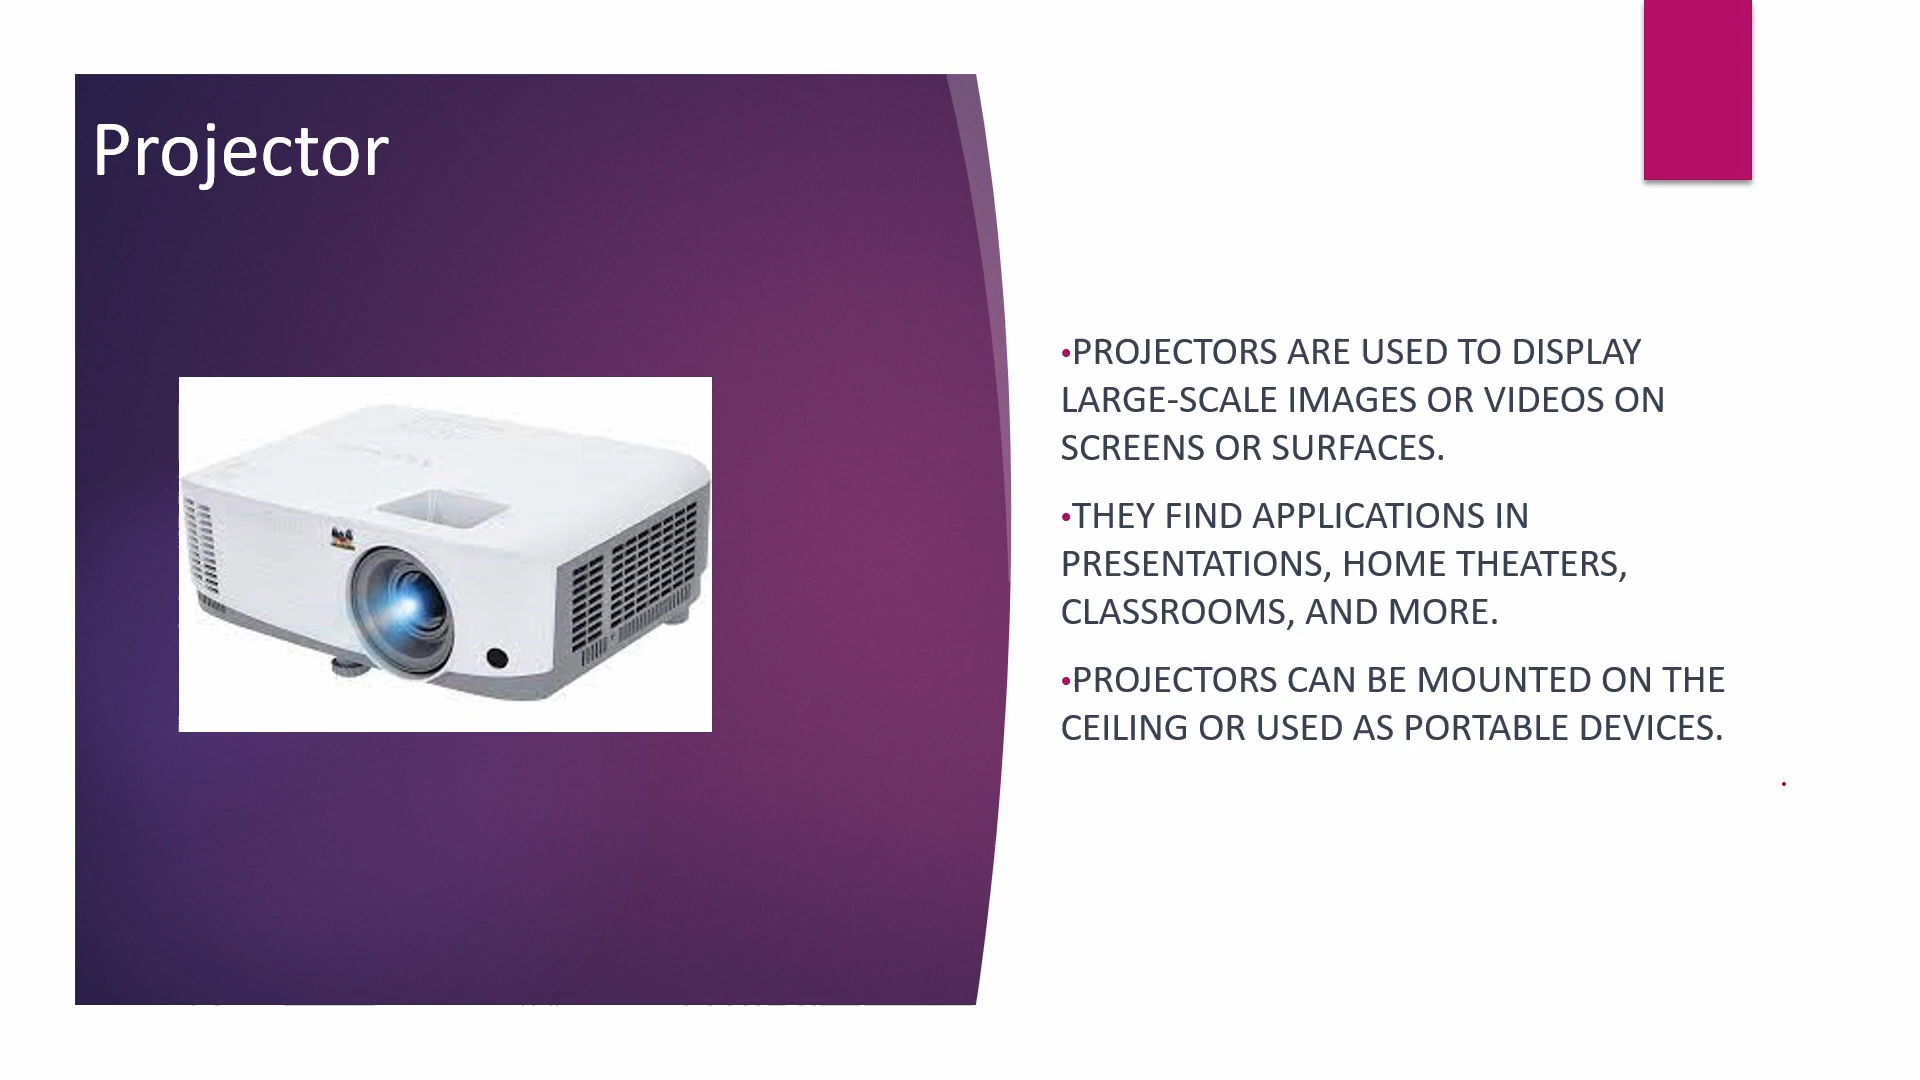 Projector
•PROJECTORS ARE USED TO DISPLAY
LARGE-SCALE IMAGES OR VIDEOS ON
SCREENS OR SURFACES.
•THEY FIND APPLICATIONS IN
PRESENTATIONS, HOME THEATERS,
CLASSROOMS, AND MORE.
•PROJECTORS CAN BE MOUNTED ON THE
CEILING OR USED AS PORTABLE DEVICES.